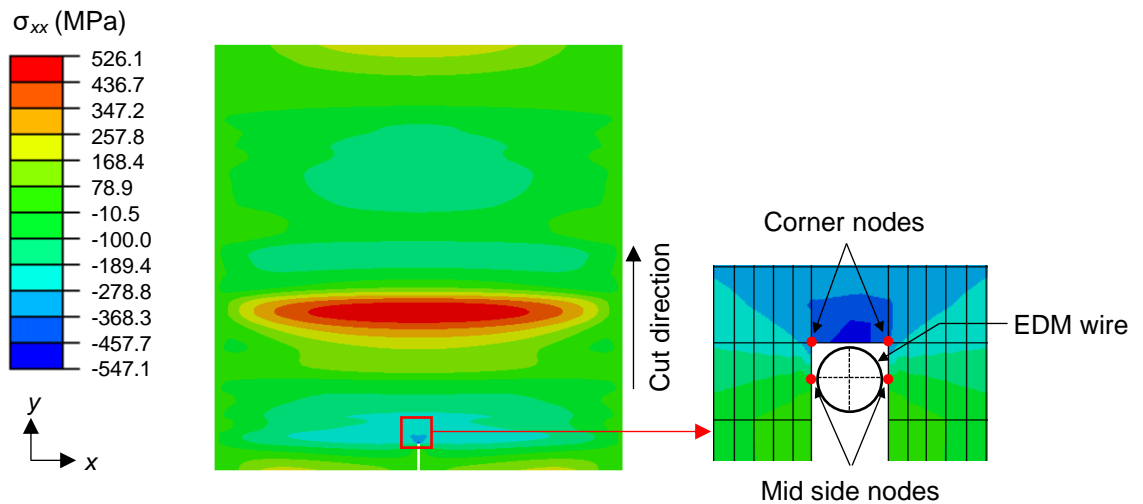 σxx (MPa)
526.1
436.7
347.2
257.8
168.4
78.9
-10.5
-100.0
-189.4
-278.8
-368.3
-457.7
-547.1
y
x
Cut direction
Corner nodes
EDM wire
Mid side nodes